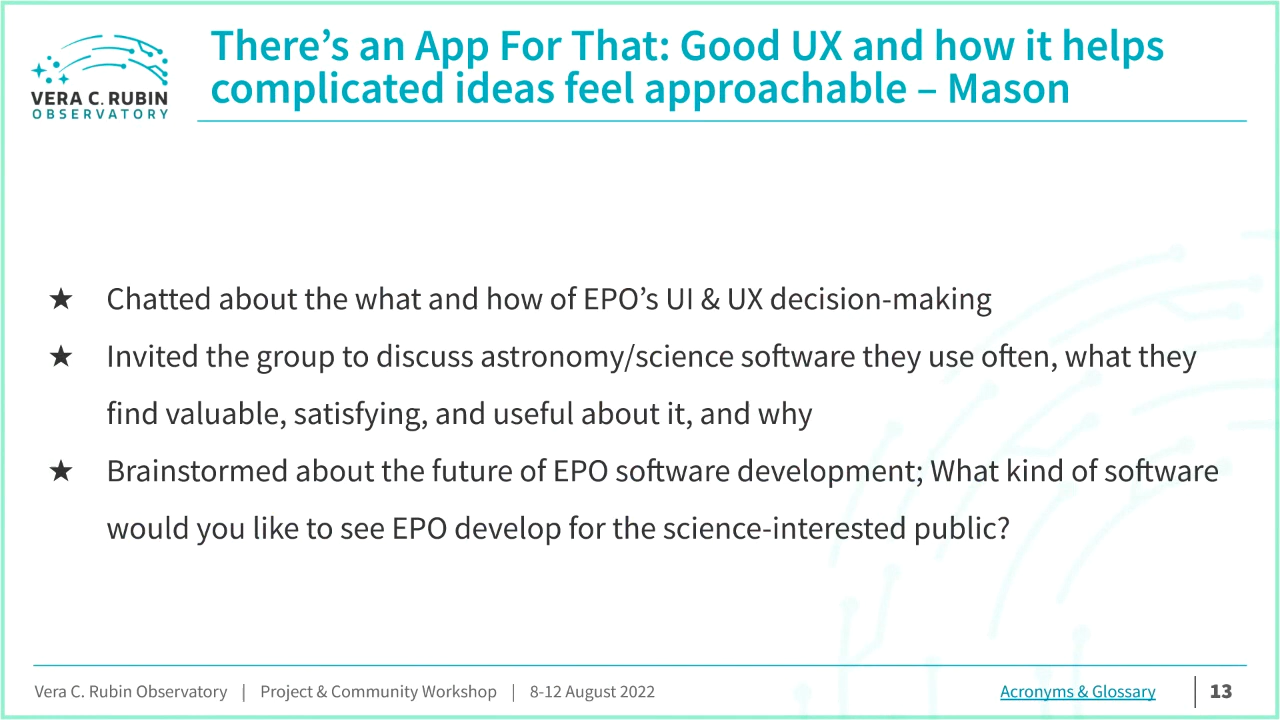 VERA C. RUBIN
OBSERVATORY
There’s an App For That: Good UX and how it helps
complicated ideas feel approachable – Mason
★ Chatted about the what and how of EPO’s UI & UX decision-making
★ Invited the group to discuss astronomy/science software they use often, what they
find valuable, satisfying, and useful about it, and why
★ Brainstormed about the future of EPO software development; What kind of software
would you like to see EPO develop for the science-interested public?
Vera C. Rubin Observatory | Project & Community Workshop | 8-12 August 2022 Acronyms & Glossary | 13